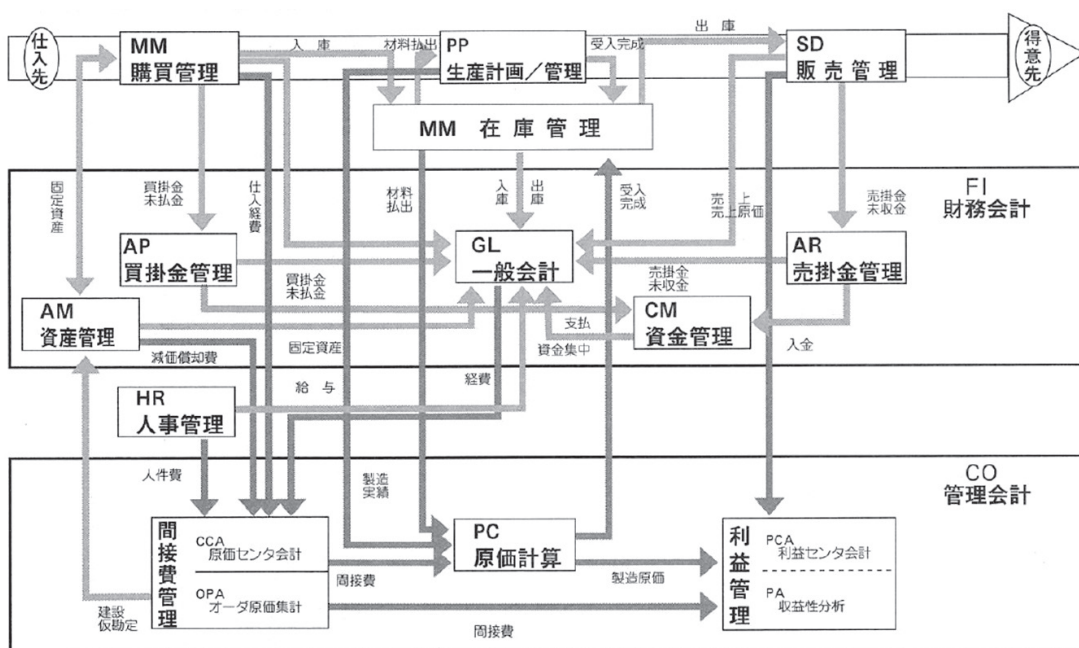 仕入先
MM
購買管理
入庫
材料払出
PP
生産計画／管理
受入完成
出庫
SD
販売管理
得意先
MM 在庫管理
FI
財務会計
固定資産
買掛金
未払金
仕入経費
材料
払出
入庫
出庫
受入
完成
売上
売上原価
売掛金
未収金
AP
買掛金管理
GL
一般会計
AR
売掛金管理
買掛金
未払金
売掛金
未収金
AM
資産管理
CM
資金管理
支払
資金集中
入金
減価償却費
固定資産
HR
人事管理
給与
経費
CO
管理会計
人件費
製造
実績
間接費管理
CCA
原価センタ会計
OPA
オーダ原価集計
間接費
PC
原価計算
製造原価
利益管理
PCA
利益センタ会計
PA
収益性分析
建設
仮勘定
間接費